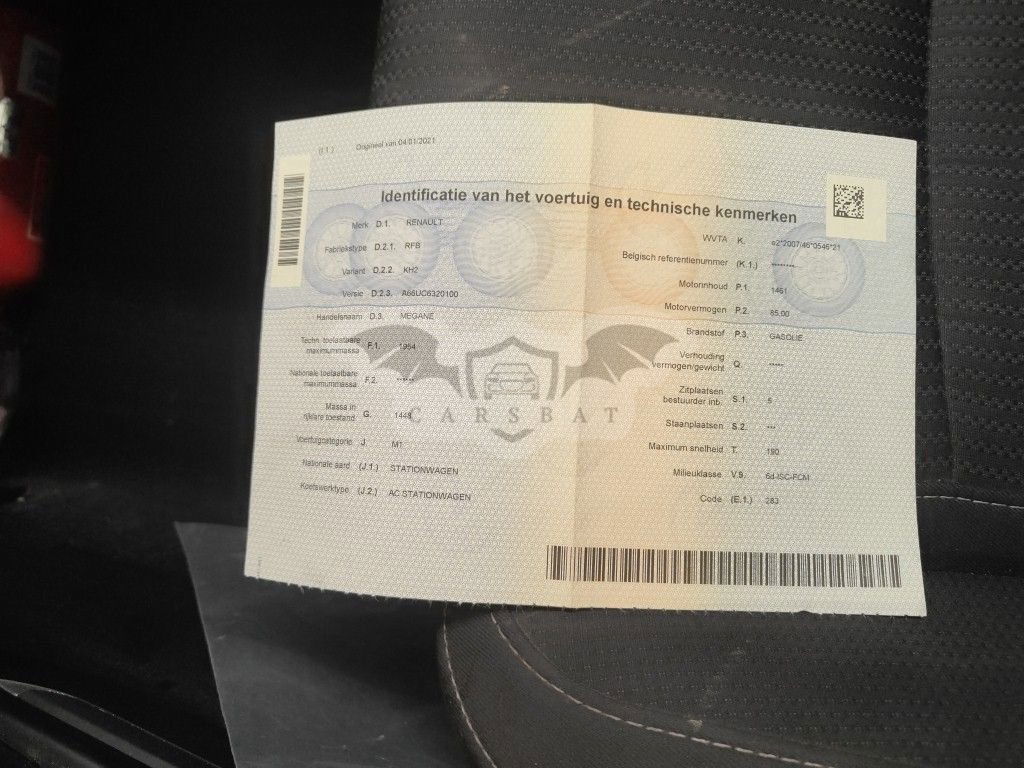 (I.1.) Origineel van 04/01/2021
Identificatie van het voertuig en technische kenmerken
Merk D.1. RENAULT
Fabriekstype D.2.1. RFB
Variant D.2.2. KH2
Versie D.2.3. A66UC6320100
Handelsnaam D.3. MEGANE
Techn. toelaatbare
maximummassa F.1. 1954
Nationale toelaatbare
maximummassa F.2. ------
Massa in
rijklare toestand G. 1448
Voertuigcategorie J. M1
Nationale aard (J.1.) STATIONWAGEN
Koetswerktype (J.2.) AC STATIONWAGEN
WVTA K. e2*2007/46*0546*21
Belgisch referentienummer (K.1.) --------
Motorinhoud P.1. 1461
Motorvermogen P.2. 85.00
Brandstof P.3. GASOLIE
Verhouding
vermogen/gewicht Q. -----
Zitplaatsen
bestuurder inb. S.1. 5
Staanplaatsen S.2. ---
Maximum snelheid T. 190
Milieuklasse V.9. 6d-ISC-FCM
Code (E.1.) 283
CARSBAT